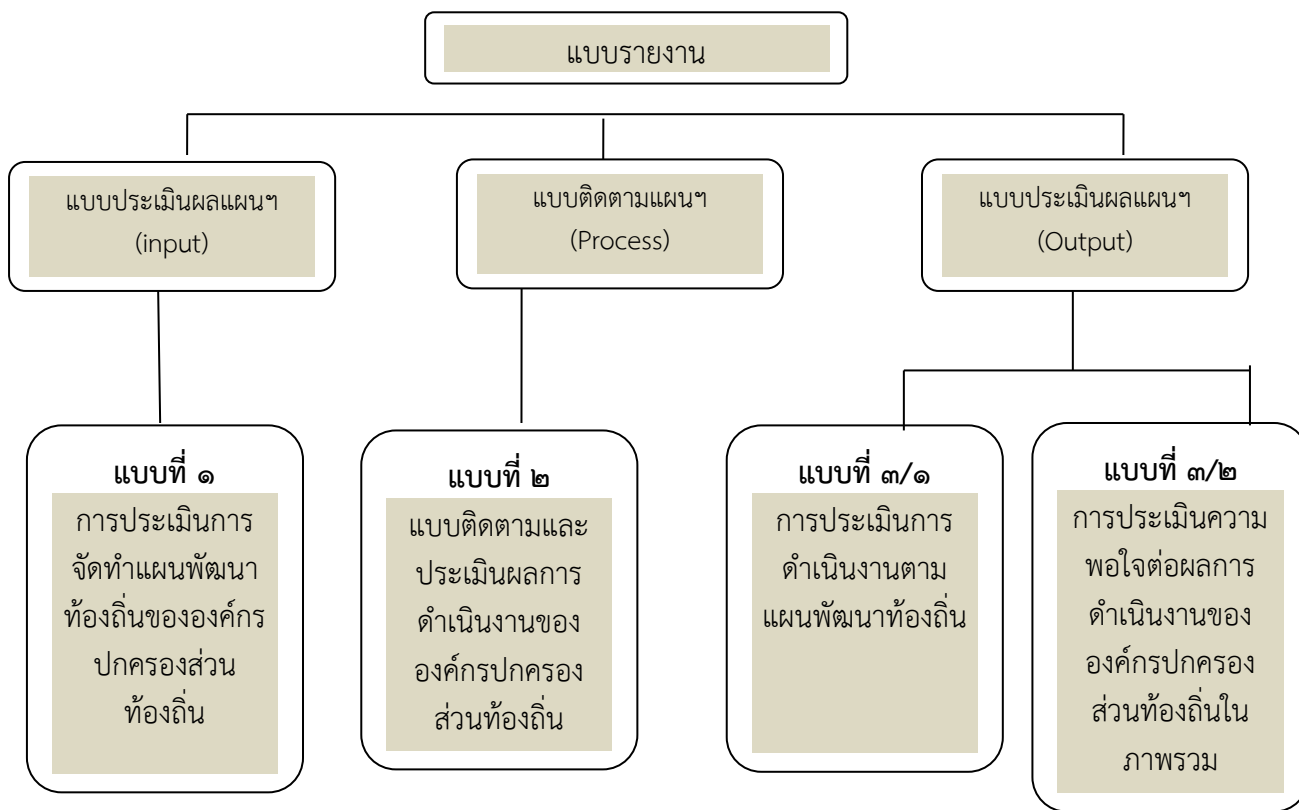 แบบรายงาน
แบบประเมินผลแผนฯ
(input)
แบบติดตามแผนฯ
(Process)
แบบประเมินผลแผนฯ
(Output)
แบบที่ ๑
การประเมินการ
จัดทำแผนพัฒนา
ท้องถิ่นขององค์กร
ปกครองส่วน
ท้องถิ่น
แบบที่ ๒
แบบติดตามและ
ประเมินผลการ
ดำเนินงานของ
องค์กรปกครอง
ส่วนท้องถิ่น
แบบที่ ๓/๑
การประเมินการ
ดำเนินงานตาม
แผนพัฒนาท้องถิ่น
แบบที่ ๓/๒
การประเมินความ
พอใจต่อผลการ
ดำเนินงานของ
องค์กรปกครอง
ส่วนท้องถิ่นใน
ภาพรวม